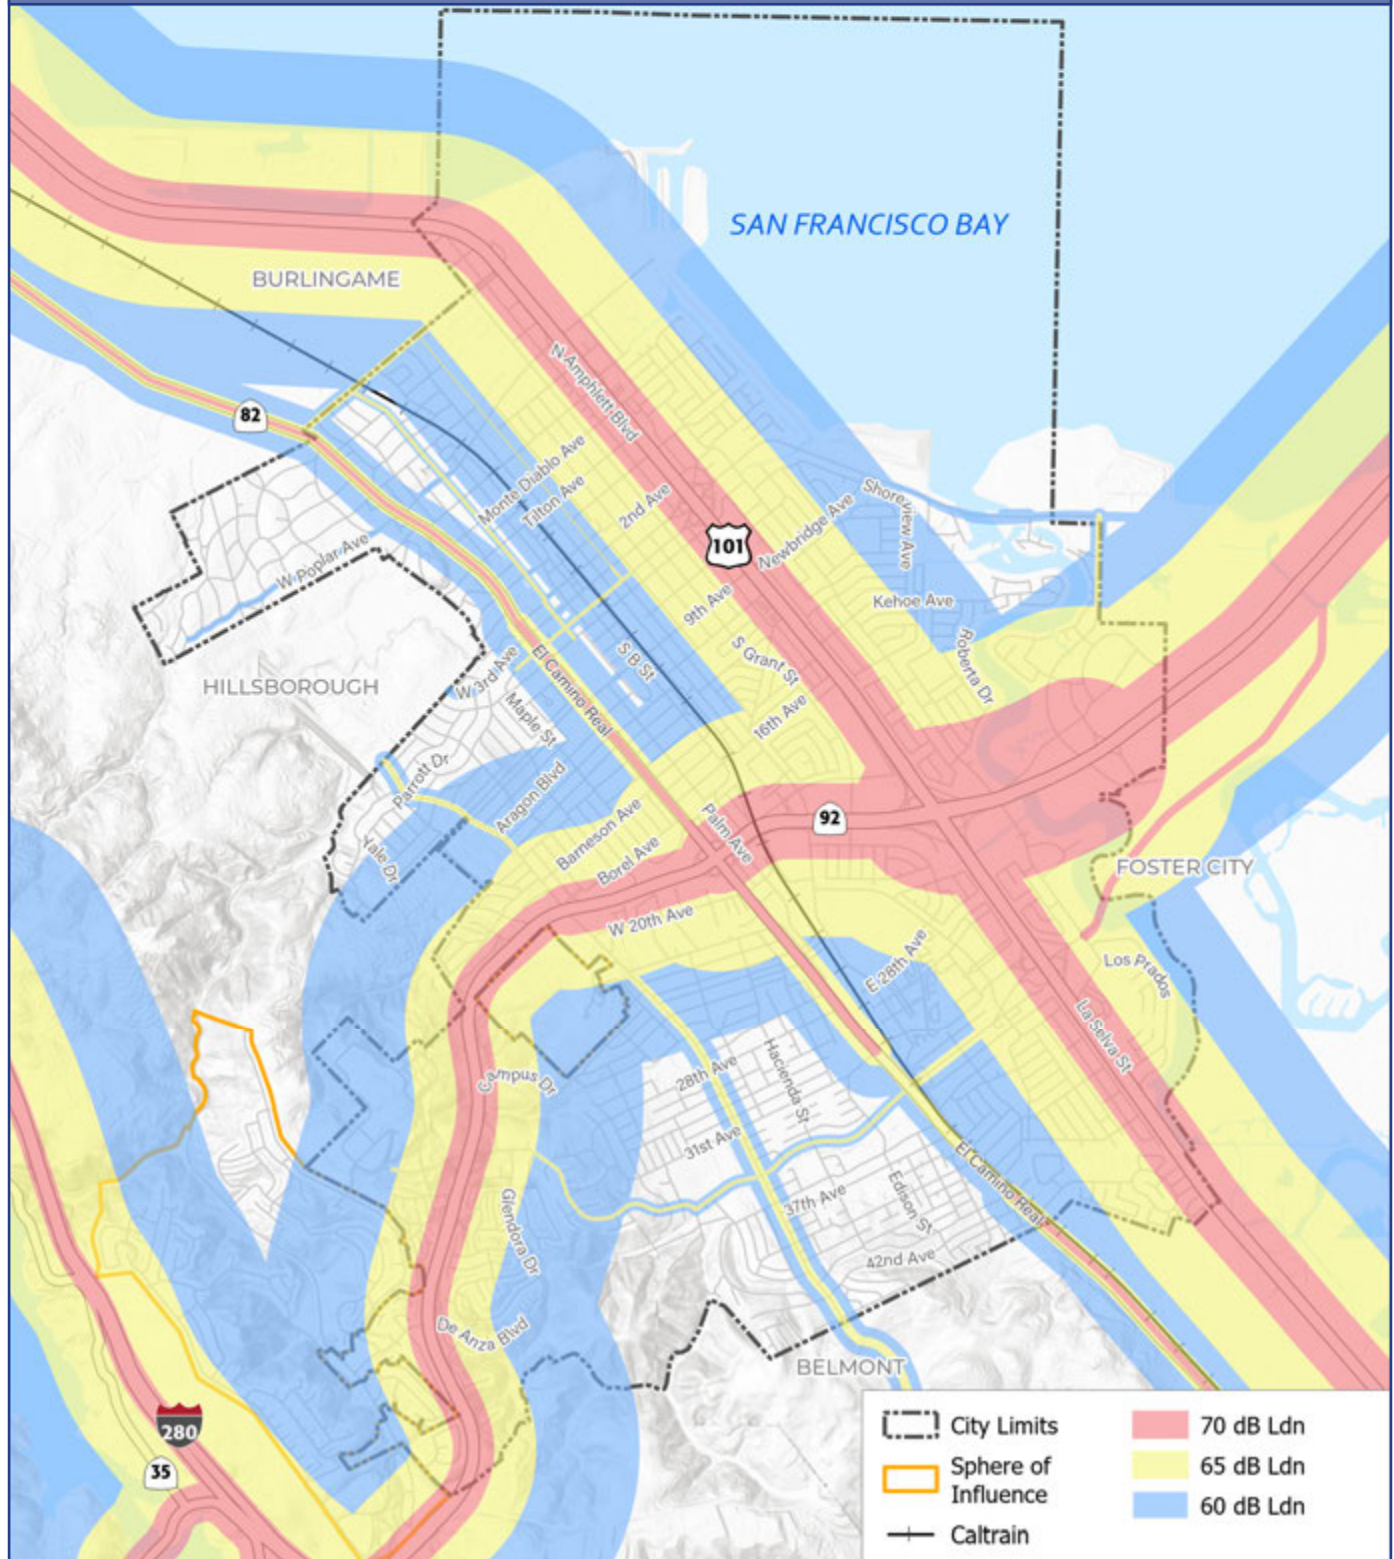 SAN FRANCISCO BAY
BURLINGAME
82
N Amphlett Blvd
Monte Diablo Ave
Tilton Ave
2nd Ave
101
Newbridge Ave
Shoreview Ave
W Poplar Ave
9th Ave
Kehoe Ave
HILLSBOROUGH
W 3rd Ave
El Camino Real
S B St
S Grant St
Roberta Dr
Maple St
16th Ave
Parrott Dr
Aragon Blvd
Yale Dr
Barneson Ave
Borel Ave
Palm Ave
92
FOSTER CITY
W 20th Ave
E 28th Ave
Los Prados
La Selva St
Campus Dr
28th Ave
Hacienda St
31st Ave
El Camino Real
Glendora Dr
37th Ave
Edison St
42nd Ave
De Anza Blvd
BELMONT
280
35
City Limits
Sphere of
Influence
Caltrain
70 dB Ldn
65 dB Ldn
60 dB Ldn